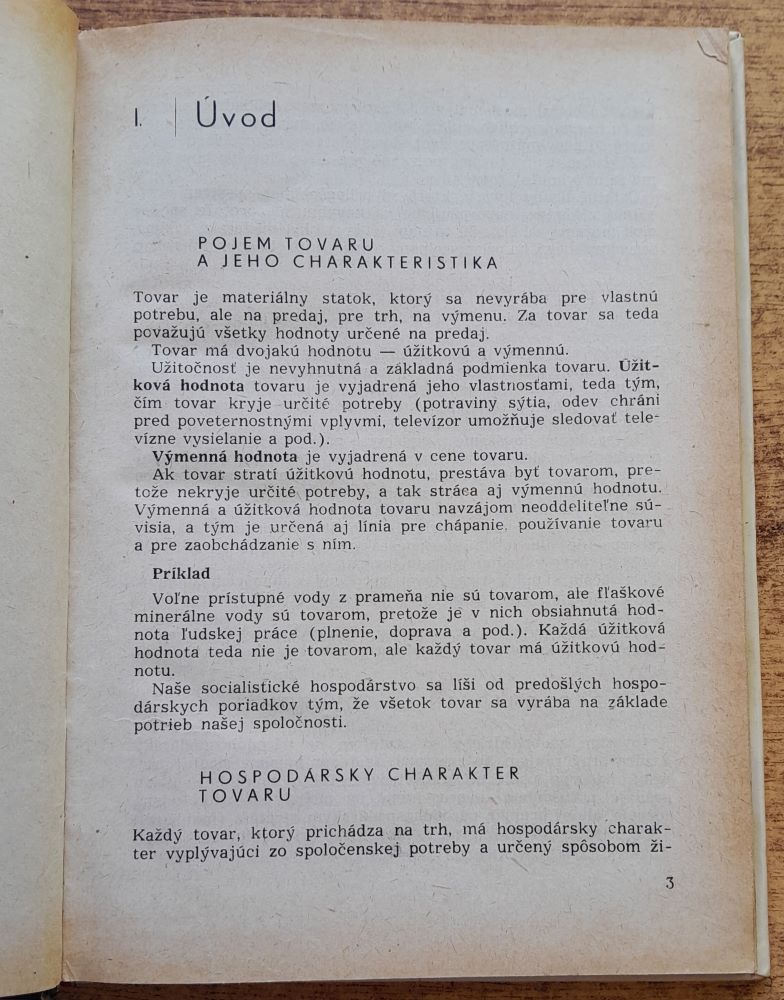 I. | Úvod
POJEM TOVARU
A JEHO CHARAKTERISTIKA
Tovar je materiálny statok, ktorý sa nevyrába pre vlastnú
potrebu, ale na predaj, pre trh, na výmenu. Za tovar sa teda
považujú všetky hodnoty určené na predaj.
Tovar má dvojakú hodnotu — úžitkovú a výmennú.
Užitočnosť je nevyhnutná a základná podmienka tovaru. Úžit-
ková hodnota tovaru je vyjadrená jeho vlastnosťami, teda tým,
čím tovar kryje určité potreby (potraviny sýtia, odev chráni
pred poveternostnými vplyvmi, televízor umožňuje sledovať tele-
vízne vysielanie a pod.).
Výmenná hodnota je vyjadrená v cene tovaru.
Ak tovar stratí úžitkovú hodnotu, prestáva byť tovarom, pre-
tože nekryje určité potreby, a tak stráca aj výmennú hodnotu.
Výmenná a úžitková hodnota tovaru navzájom neoddeliteľne sú-
visia, a tým je určená aj línia pre chápanie, používanie tovaru
a pre zaobchádzanie s ním.
Príklad
Voľne prístupné vody z prameňa nie sú tovarom, ale fľaškové
minerálne vody sú tovarom, pretože je v nich obsiahnutá hod-
nota ľudskej práce (plnenie, doprava a pod.). Každá úžitková
hodnota teda nie je tovarom, ale každý tovar má úžitkovú hod-
notu.
Naše socialistické hospodárstvo sa líši od predošlých hospo-
dárskych poriadkov tým, že všetok tovar sa vyrába na základe
potrieb našej spoločnosti.
HOSPODÁRSKY CHARAKTER
TOVARU
Každý tovar, ktorý prichádza na trh, má hospodársky charak-
ter vyplývajúci zo spoločenskej potreby a určený spôsobom ži-
3